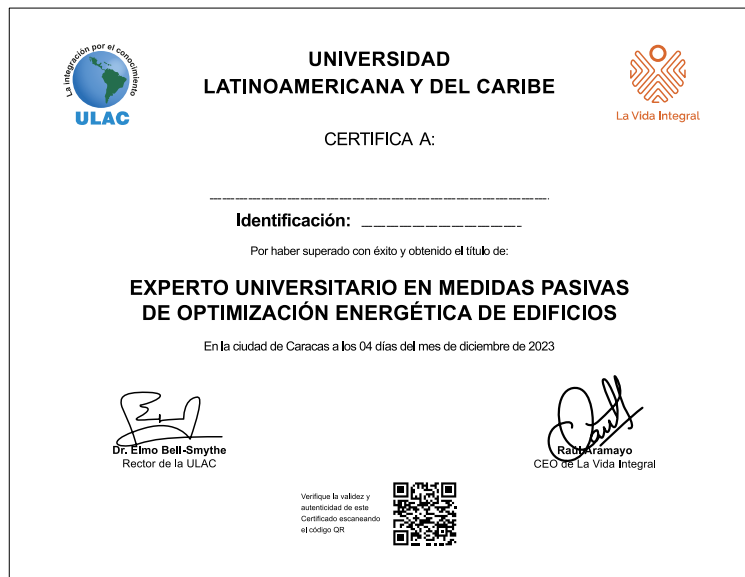 La integración por el conocimiento
ULAC
UNIVERSIDAD
LATINOAMERICANA Y DEL CARIBE
La Vida Integral
CERTIFICA A:
Identificación:
Por haber superado con éxito y obtenido el título de:
EXPERTO UNIVERSITARIO EN MEDIDAS PASIVAS
DE OPTIMIZACIÓN ENERGÉTICA DE EDIFICIOS
En la ciudad de Caracas a los 04 días del mes de diciembre de 2023
Dr. Elmo Bell-Smythe
Rector de la ULAC
Raúl Aramayo
CEO de La Vida Integral
Verifique la validez y
autenticidad de este
Certificado escaneando
el código QR